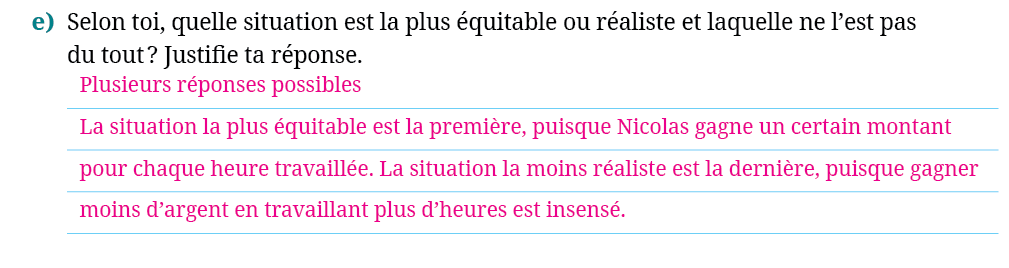 e) Selon toi, quelle situation est la plus équitable ou réaliste et laquelle ne l’est pas
du tout ? Justifie ta réponse.
Plusieurs réponses possibles
La situation la plus équitable est la première, puisque Nicolas gagne un certain montant
pour chaque heure travaillée. La situation la moins réaliste est la dernière, puisque gagner
moins d’argent en travaillant plus d’heures est insensé.